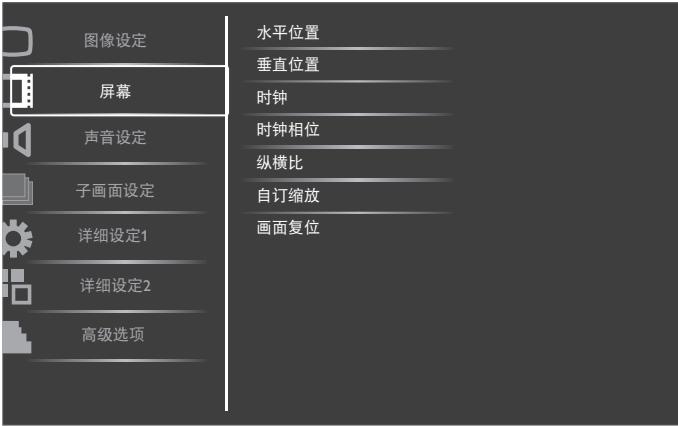 图像设定
屏幕
声音设定
子画面设定
详细设定1
详细设定2
高级选项
水平位置
垂直位置
时钟
时钟相位
纵横比
自订缩放
画面复位